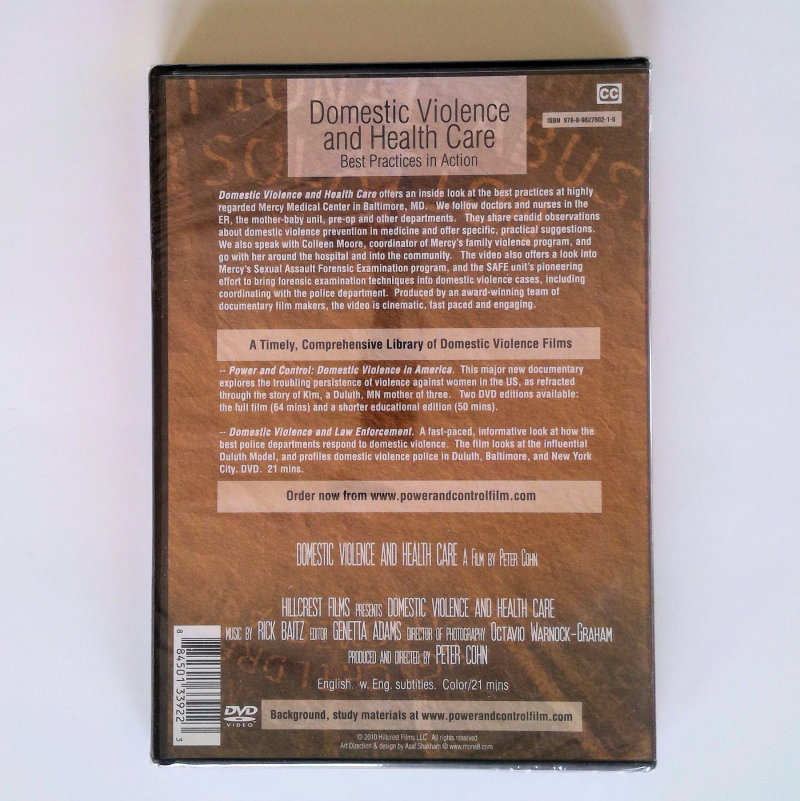 CC
ISBN 978-0-9827902-1-6
Domestic Violence
and Health Care
Best Practices in Action
Domestic Violence and Health Care offers an inside look at the best practices at highly
regarded Mercy Medical Center in Baltimore, MD. We follow doctors and nurses in the
ER, the mother-baby unit, pre-op and other departments. They share candid observations
about domestic violence prevention in medicine and offer specific, practical suggestions.
We also speak with Colleen Moore, coordinator of Mercy's family violence program, and
go with her around the hospital and into the community. The video also offers a look into
Mercy's Sexual Assault Forensic Examination program, and the SAFE unit's pioneering
effort to bring forensic examination techniques into domestic violence cases, including
coordinating with the police department. Produced by an award-winning team of
documentary film makers, the video is cinematic, fast paced and engaging.
A Timely, Comprehensive Library of Domestic Violence Films
-- Power and Control: Domestic Violence in America. This major new documentary
explores the troubling persistence of violence against women in the US, as refracted
through the story of Kim, a Duluth, MN mother of three. Two DVD editions available:
the full film (64 mins) and a shorter educational edition (50 mins).
-- Domestic Violence and Law Enforcement. A fast-paced, informative look at how the
best police departments respond to domestic violence. The film looks at the influential
Duluth Model, and profiles domestic violence police in Duluth, Baltimore, and New York
City. DVD. 21 mins.
Order now from www.powerandcontrolfilm.com
DOMESTIC VIOLENCE AND HEALTH CARE A FILM BY PETER COHN
HILLCREST FILMS PRESENTS DOMESTIC VIOLENCE AND HEALTH CARE
MUSIC BY RICK BAITZ EDITOR GENETTA ADAMS DIRECTOR OF PHOTOGRAPHY OCTAVIO WARNOCK-GRAHAM
PRODUCED AND DIRECTED BY PETER COHN
English. w. Eng. subtitles. Color/21 mins
8 84501 33922 3
DVD
VIDEO
Background, study materials at www.powerandcontrolfilm.com
© 2010 Hillcrest Films LLC All rights reserved
Art Direction & design by Asaf Shakham @ www.more8.com